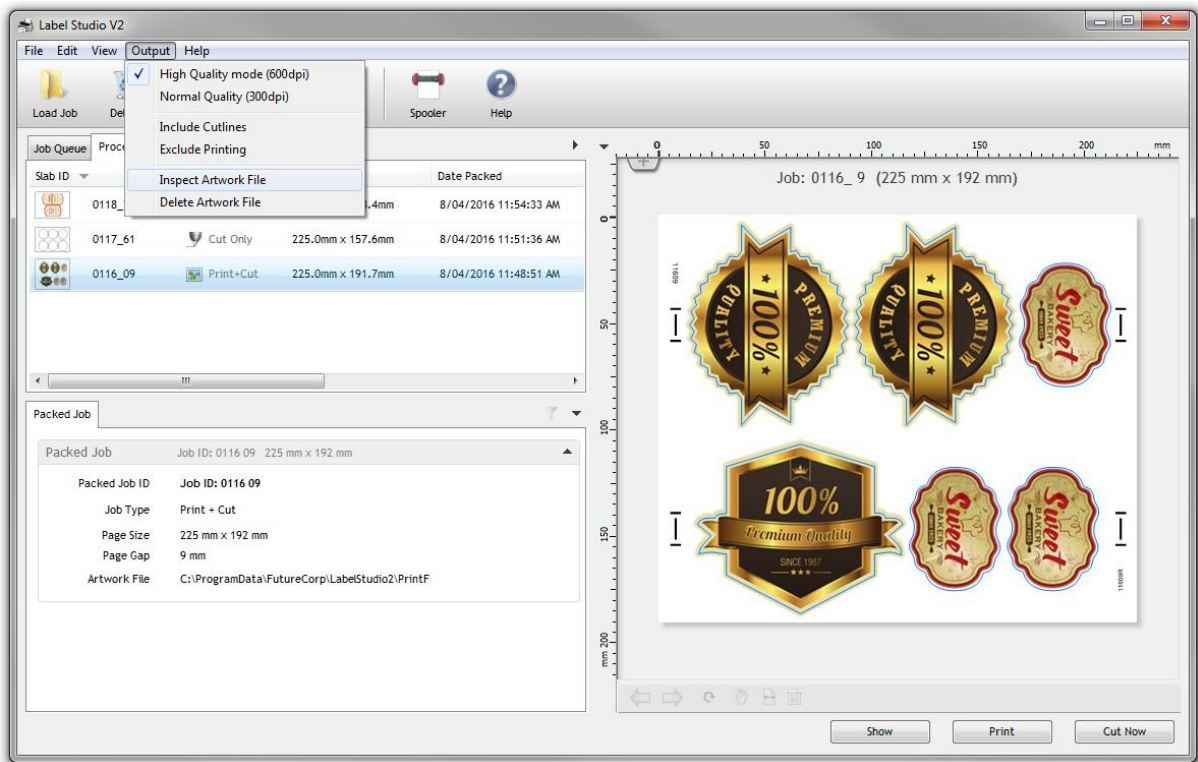 Label Studio V2
File Edit View Output Help
High Quality mode (600dpi)
Normal Quality (300dpi)
Include Cutlines
Exclude Printing
Inspect Artwork File
Delete Artwork File
Load Job
Spooler
Help
Job Queue
Slab ID
Date Packed
0118_
.4mm
8/04/2016 11:54:33 AM
0117_61 Cut Only 225.0mm x 157.6mm 8/04/2016 11:51:36 AM
0116_09 Print+Cut 225.0mm x 191.7mm 8/04/2016 11:48:51 AM
Packed Job
Packed Job Job ID: 0116 09 225 mm x 192 mm
Packed Job ID Job ID: 0116 09
Job Type Print + Cut
Page Size 225 mm x 192 mm
Page Gap 9 mm
Artwork File C:\ProgramData\FutureCorp\LabelStudio2\PrintF
0 50 100 150 200 mm
Job: 0116_ 9 (225 mm x 192 mm)
0
50
100
150
200
mm
11609
PREMIUM
100%
QUALITY
PREMIUM
100%
QUALITY
Sweet
BAKERY
100%
Premium Quality
SINCE 1987
Sweet
BAKERY
Sweet
BAKERY
Show Print Cut Now